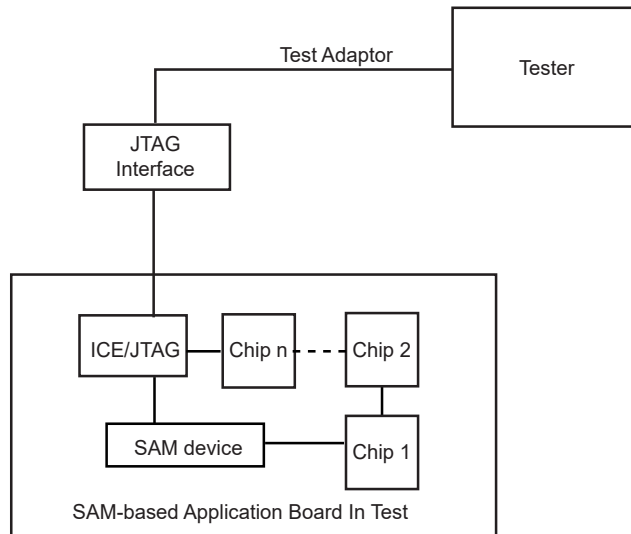 Test Adaptor
Tester
JTAG
Interface
ICE/JTAG
Chip n
Chip 2
SAM device
Chip 1
SAM-based Application Board In Test